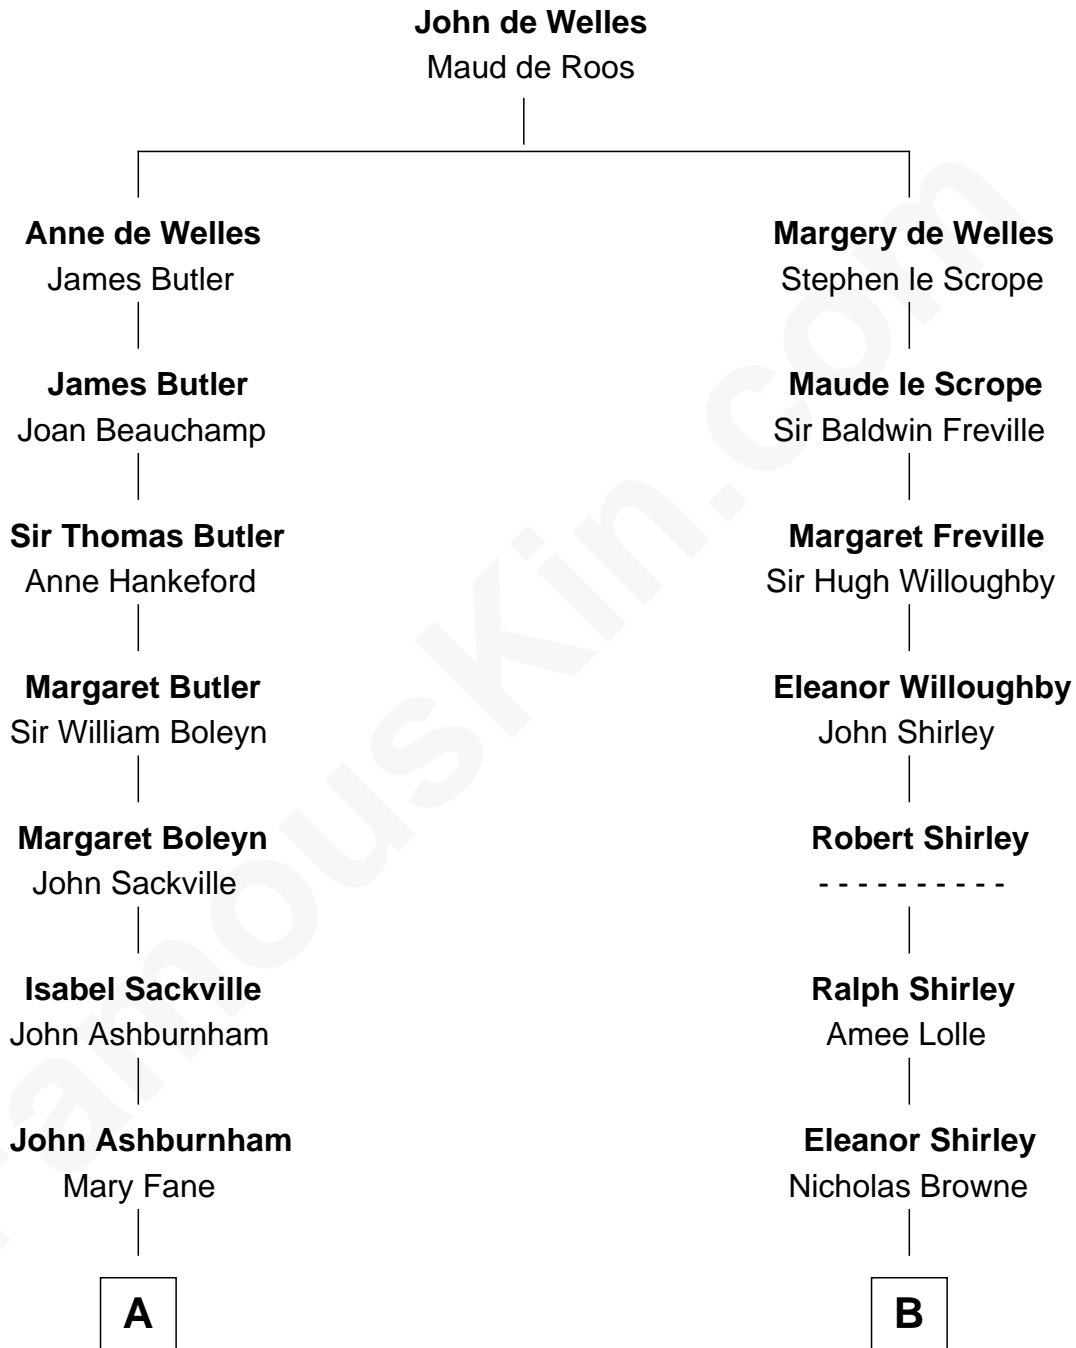 John de Welles
Maud de Roos
Anne de Welles
James Butler
Margery de Welles
Stephen le Scrope
James Butler
Joan Beauchamp
Maude le Scrope
Sir Baldwin Freville
Sir Thomas Butler
Anne Hankeford
Margaret Freville
Sir Hugh Willoughby
Margaret Butler
Sir William Boleyn
Eleanor Willoughby
John Shirley
Margaret Boleyn
John Sackville
Robert Shirley
- - - - - - - - - -
Isabel Sackville
John Ashburnham
Ralph Shirley
Amee Lolle
John Ashburnham
Mary Fane
Eleanor Shirley
Nicholas Browne
A
B
FamousKin.com